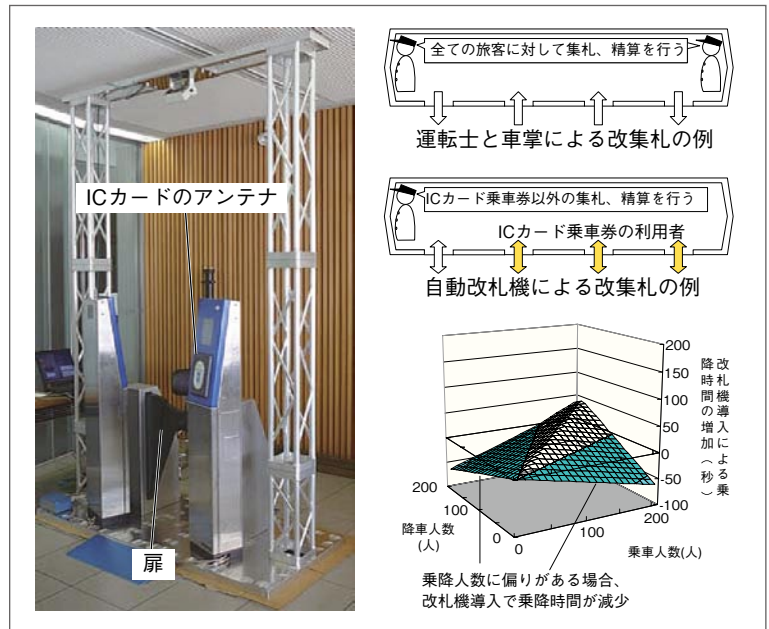 ICカードのアンテナ
扉
全ての旅客に対して集札、精算を行う
運転士と車掌による改集札の例
ICカード乗車券以外の集札、精算を行う
ICカード乗車券の利用者
自動改札機による改集札の例
改札機導入による乗
降時間の増加（秒）
200
150
100
50
0
-50
-100
200
100
0
降車人数
(人)
0
100
200
乗車人数(人)
乗降人数に偏りがある場合、
改札機導入で乗降時間が減少